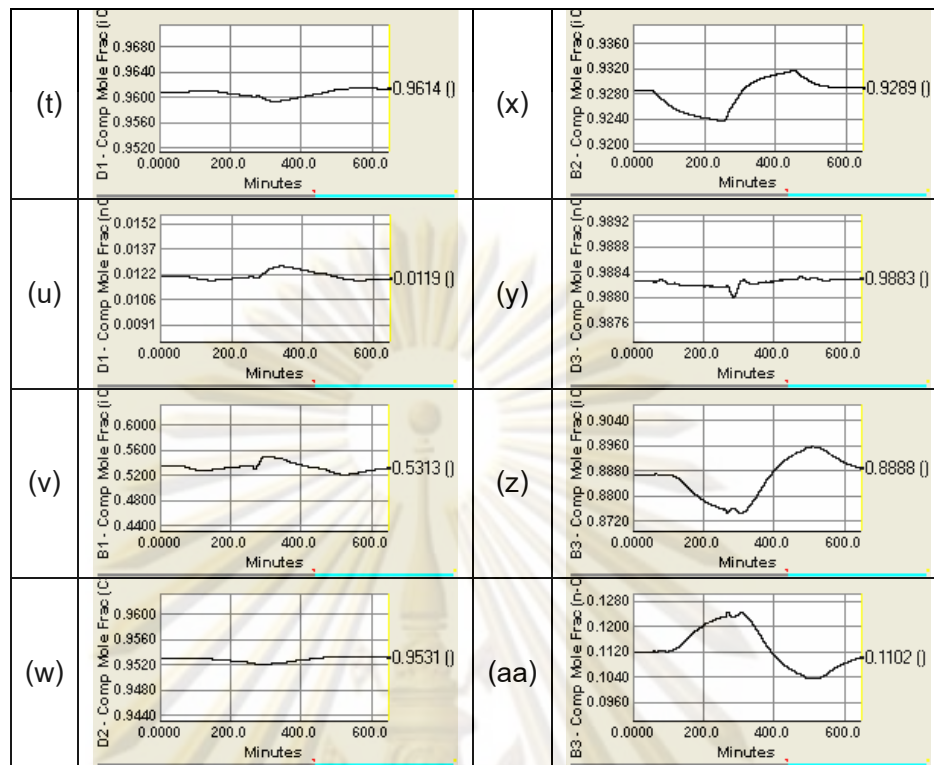 (t)
D1 - Comp Mole Frac (i C
0.9680
0.9640
0.9600
0.9560
0.9520
0.0000 200.0 400.0 600.0
Minutes
0.9614 ()
(x)
B2 - Comp Mole Frac (i C
0.9360
0.9320
0.9280
0.9240
0.9200
0.0000 200.0 400.0 600.0
Minutes
0.9289 ()
(u)
D1 - Comp Mole Frac (n-C
0.0152
0.0137
0.0122
0.0106
0.0091
0.0000 200.0 400.0 600.0
Minutes
0.0119 ()
(y)
D3 - Comp Mole Frac (i C
0.9892
0.9888
0.9884
0.9880
0.9876
0.0000 200.0 400.0 600.0
Minutes
0.9883 ()
(v)
B1 - Comp Mole Frac (i C
0.6000
0.5600
0.5200
0.4800
0.4400
0.0000 200.0 400.0 600.0
Minutes
0.5313 ()
(z)
B3 - Comp Mole Frac (i C
0.9040
0.8960
0.8880
0.8800
0.8720
0.0000 200.0 400.0 600.0
Minutes
0.8888 ()
(w)
D2 - Comp Mole Frac (C
0.9600
0.9560
0.9520
0.9480
0.9440
0.0000 200.0 400.0 600.0
Minutes
0.9531 ()
(aa)
B3 - Comp Mole Frac (n-C
0.1280
0.1200
0.1120
0.1040
0.0960
0.0000 200.0 400.0 600.0
Minutes
0.1102 ()